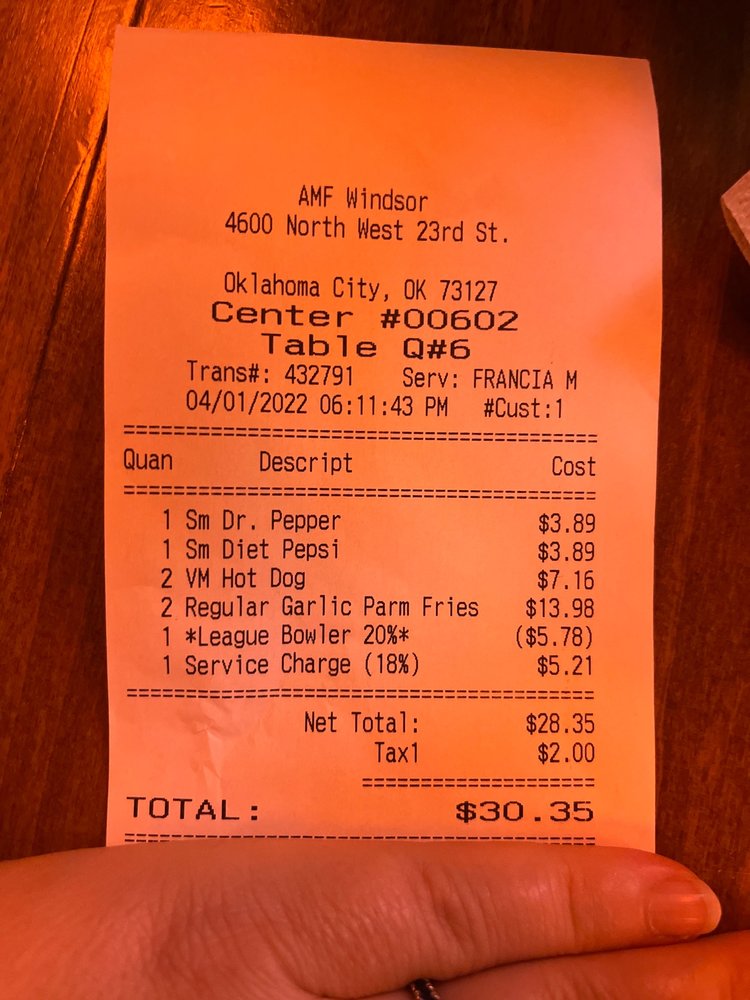 AMF Windsor
4600 North West 23rd St.
Oklahoma City, OK 73127
Center #00602
Table Q#6
Trans#: 432791 Serv: FRANCIA M
04/01/2022 06:11:43 PM #Cust:1
========================================
Quan Descript Cost
========================================
1 Sm Dr. Pepper $3.89
1 Sm Diet Pepsi $3.89
2 VM Hot Dog $7.16
2 Regular Garlic Parm Fries $13.98
1 *League Bowler 20%* ($5.78)
1 Service Charge (18%) $5.21
========================================
Net Total: $28.35
Tax1 $2.00
====================
TOTAL: $30.35
========================================